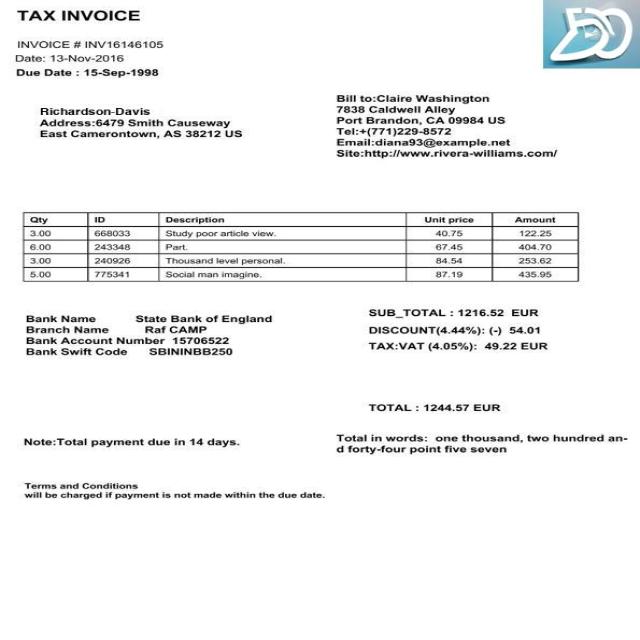 TAX INVOICE
INVOICE # INV16146105
Date: 13-Nov-2016
Due Date : 15-Sep-1998
Richardson-Davis
Address:6479 Smith Causeway
East Camerontown, AS 38212 US
Bill to:Claire Washington
7838 Caldwell Alley
Port Brandon, CA 09984 US
Tel:+(771)229-8572
Email:diana93@example.net
Site:http://www.rivera-williams.com/
Qty ID Description Unit price Amount
3.00 668033 Study poor article view. 40.75 122.25
6.00 243348 Part. 67.45 404.70
3.00 240926 Thousand level personal. 84.54 253.62
5.00 775341 Social man imagine. 87.19 435.95
Bank Name State Bank of England
Branch Name Raf CAMP
Bank Account Number 15706522
Bank Swift Code SBININBB250
SUB_TOTAL : 1216.52 EUR
DISCOUNT(4.44%): (-) 54.01
TAX:VAT (4.05%): 49.22 EUR
TOTAL : 1244.57 EUR
Note:Total payment due in 14 days.
Total in words: one thousand, two hundred an-
d forty-four point five seven
Terms and Conditions
will be charged if payment is not made within the due date.